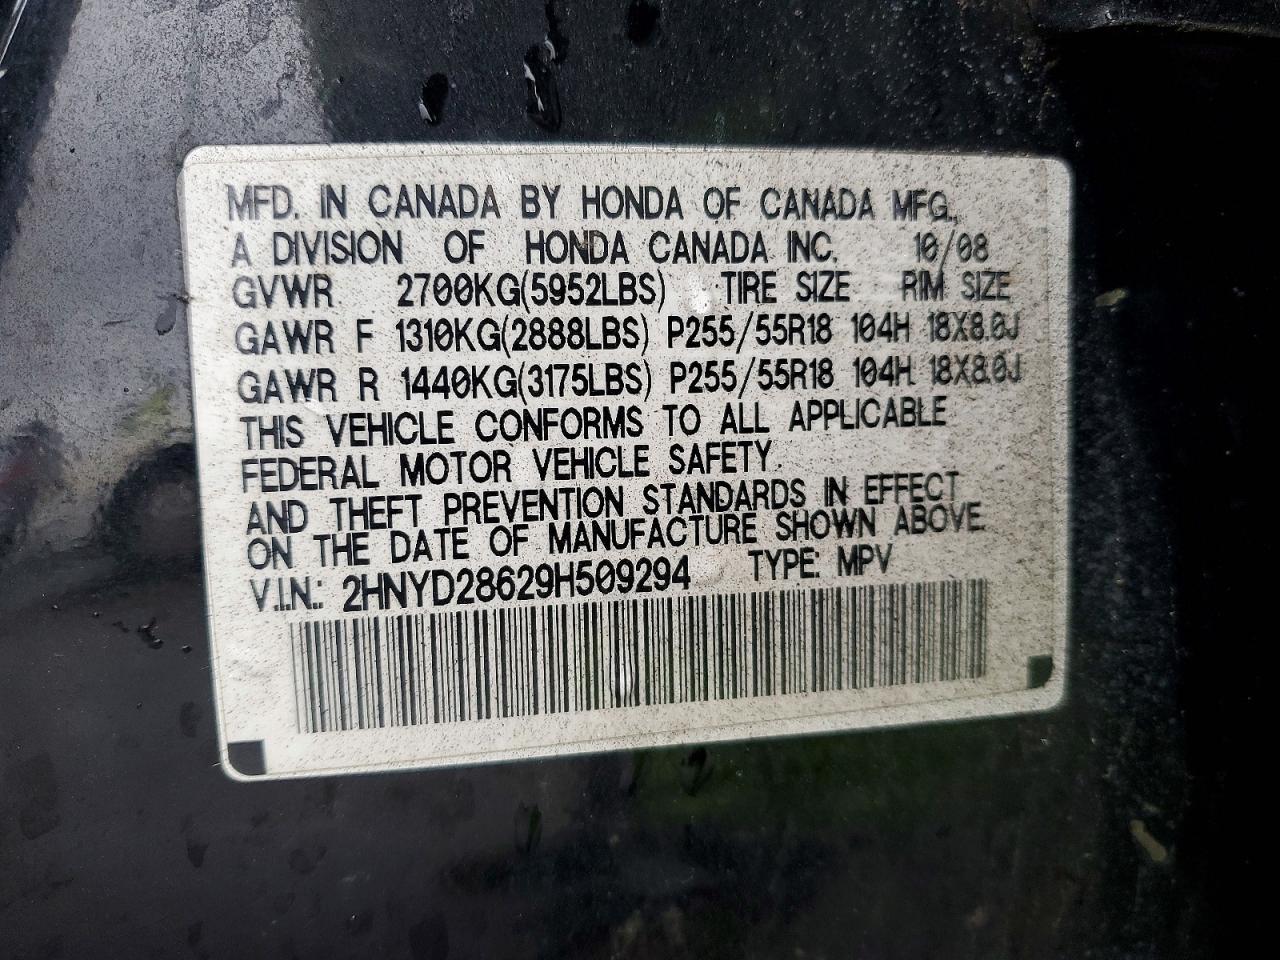 MFD. IN CANADA BY HONDA OF CANADA MFG.,
A DIVISION OF HONDA CANADA INC. 10/08
GVWR 2700KG(5952LBS) TIRE SIZE RIM SIZE
GAWR F 1310KG(2888LBS) P255/55R18 104H 18X8.0J
GAWR R 1440KG(3175LBS) P255/55R18 104H 18X8.0J
THIS VEHICLE CONFORMS TO ALL APPLICABLE
FEDERAL MOTOR VEHICLE SAFETY
AND THEFT PREVENTION STANDARDS IN EFFECT
ON THE DATE OF MANUFACTURE SHOWN ABOVE.
V.I.N.: 2HNYD28629H509294 TYPE: MPV